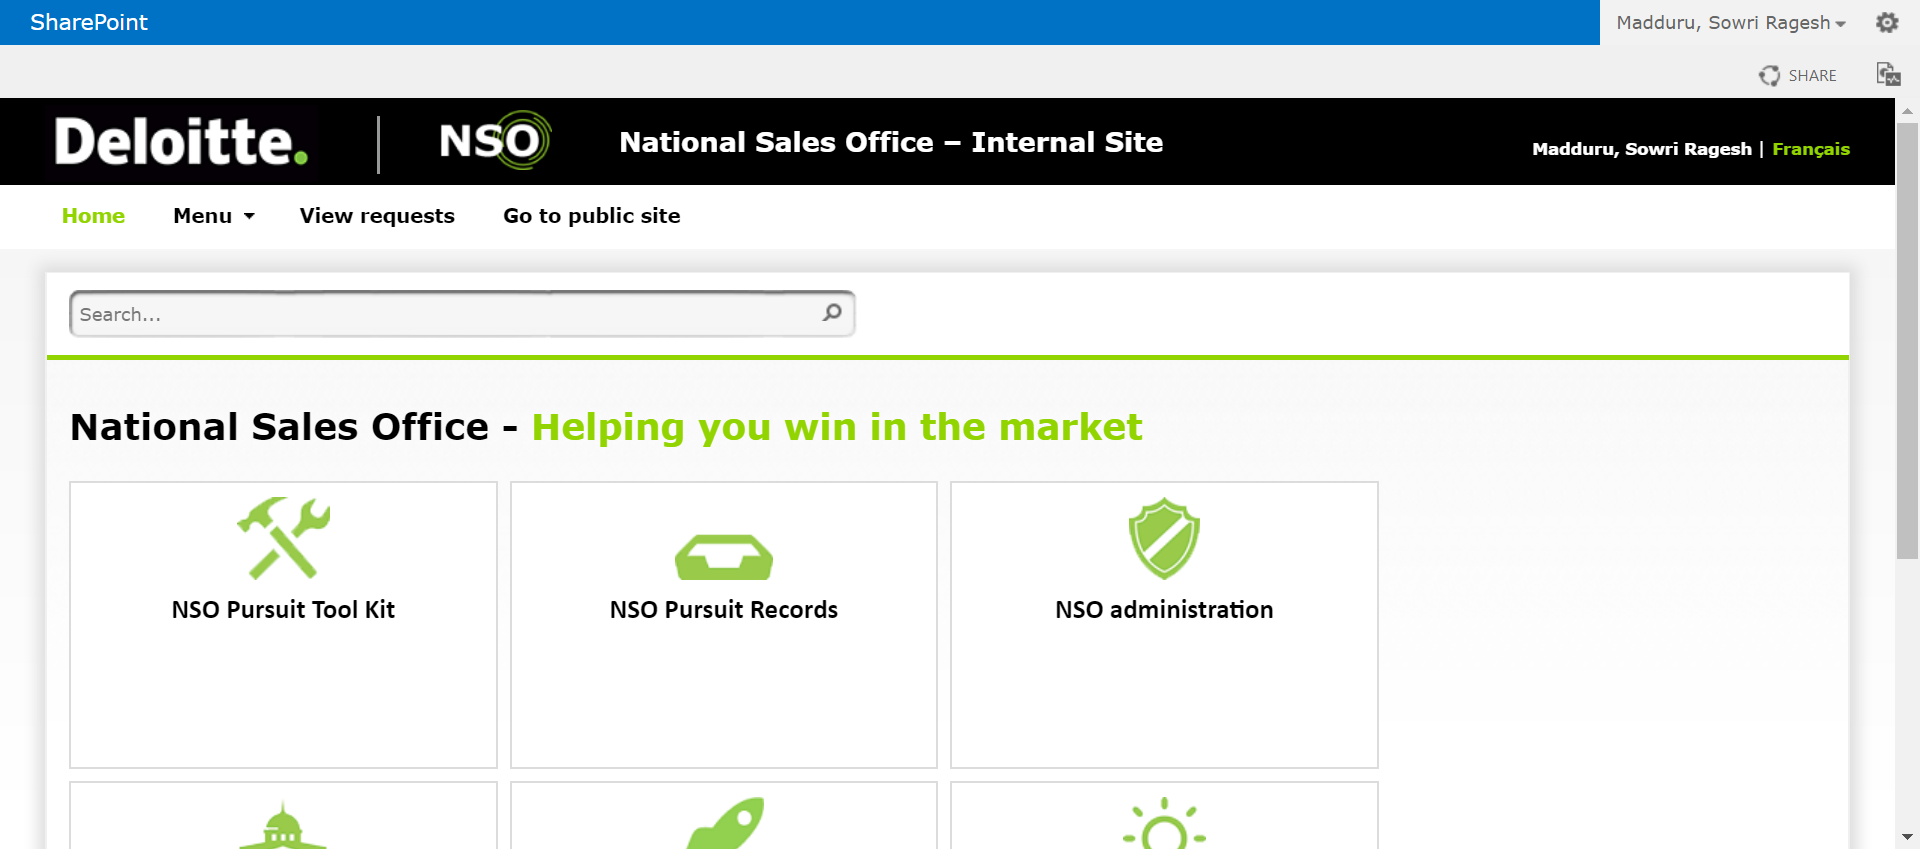 SharePoint
Madduru, Sowri Ragesh
SHARE
Deloitte.
NSO
National Sales Office – Internal Site
Madduru, Sowri Ragesh | Français
Home
Menu
View requests
Go to public site
Search...
National Sales Office - Helping you win in the market
NSO Pursuit Tool Kit
NSO Pursuit Records
NSO administration